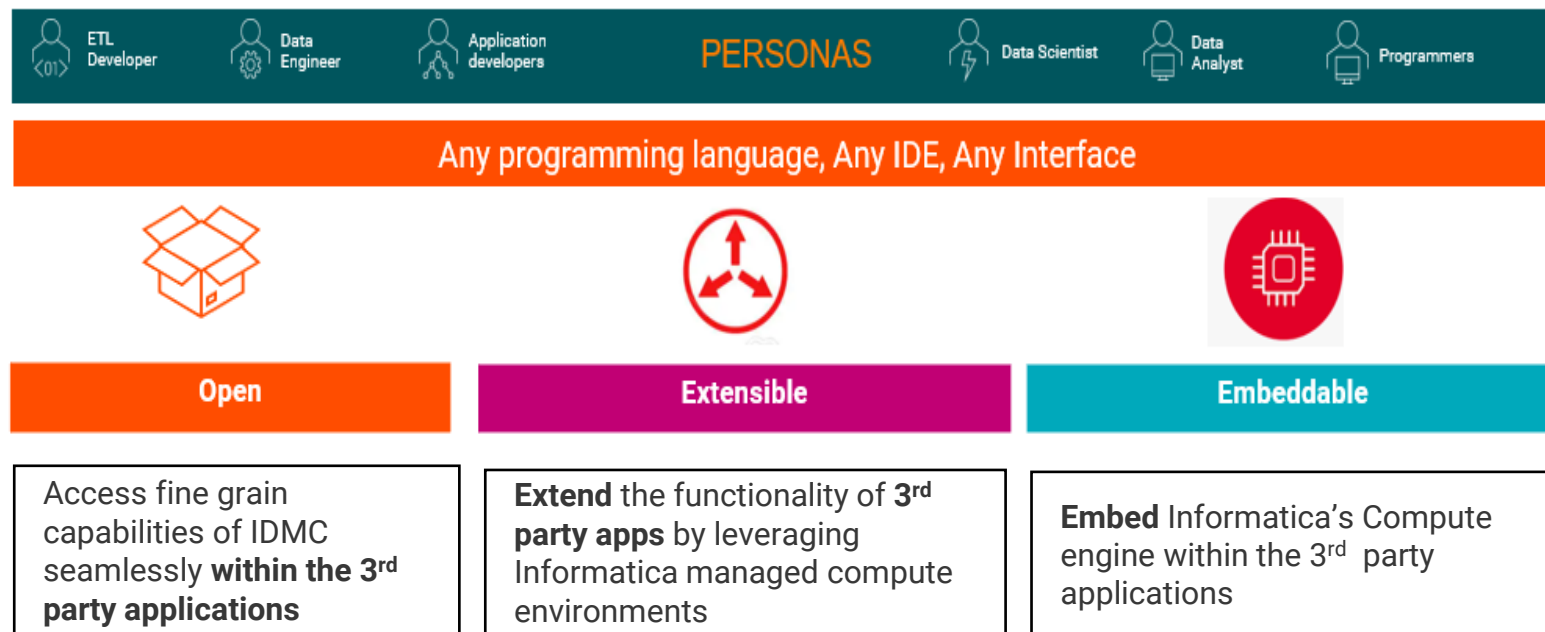 ETL
Developer
<01>
Data
Engineer
Application
developers
PERSONAS
Data Scientist
Data
Analyst
Programmers
Any programming language, Any IDE, Any Interface
Open
Extensible
Embeddable
Access fine grain
capabilities of IDMC
seamlessly within the 3rd
party applications
Extend the functionality of 3rd
party apps by leveraging
Informatica managed compute
environments
Embed Informatica’s Compute
engine within the 3rd party
applications